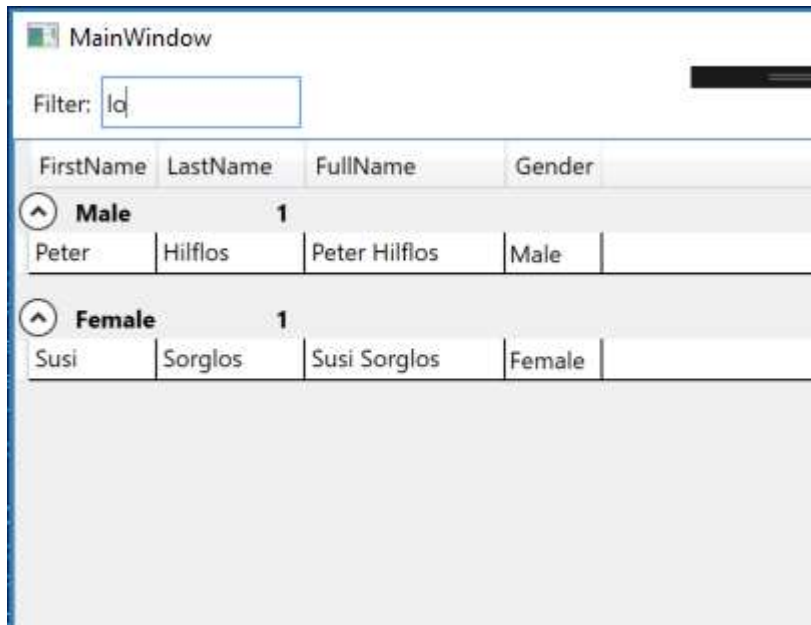 MainWindow
Filter: lo
FirstName LastName FullName Gender
Male 1
Peter Hilflos Peter Hilflos Male
Female 1
Susi Sorglos Susi Sorglos Female